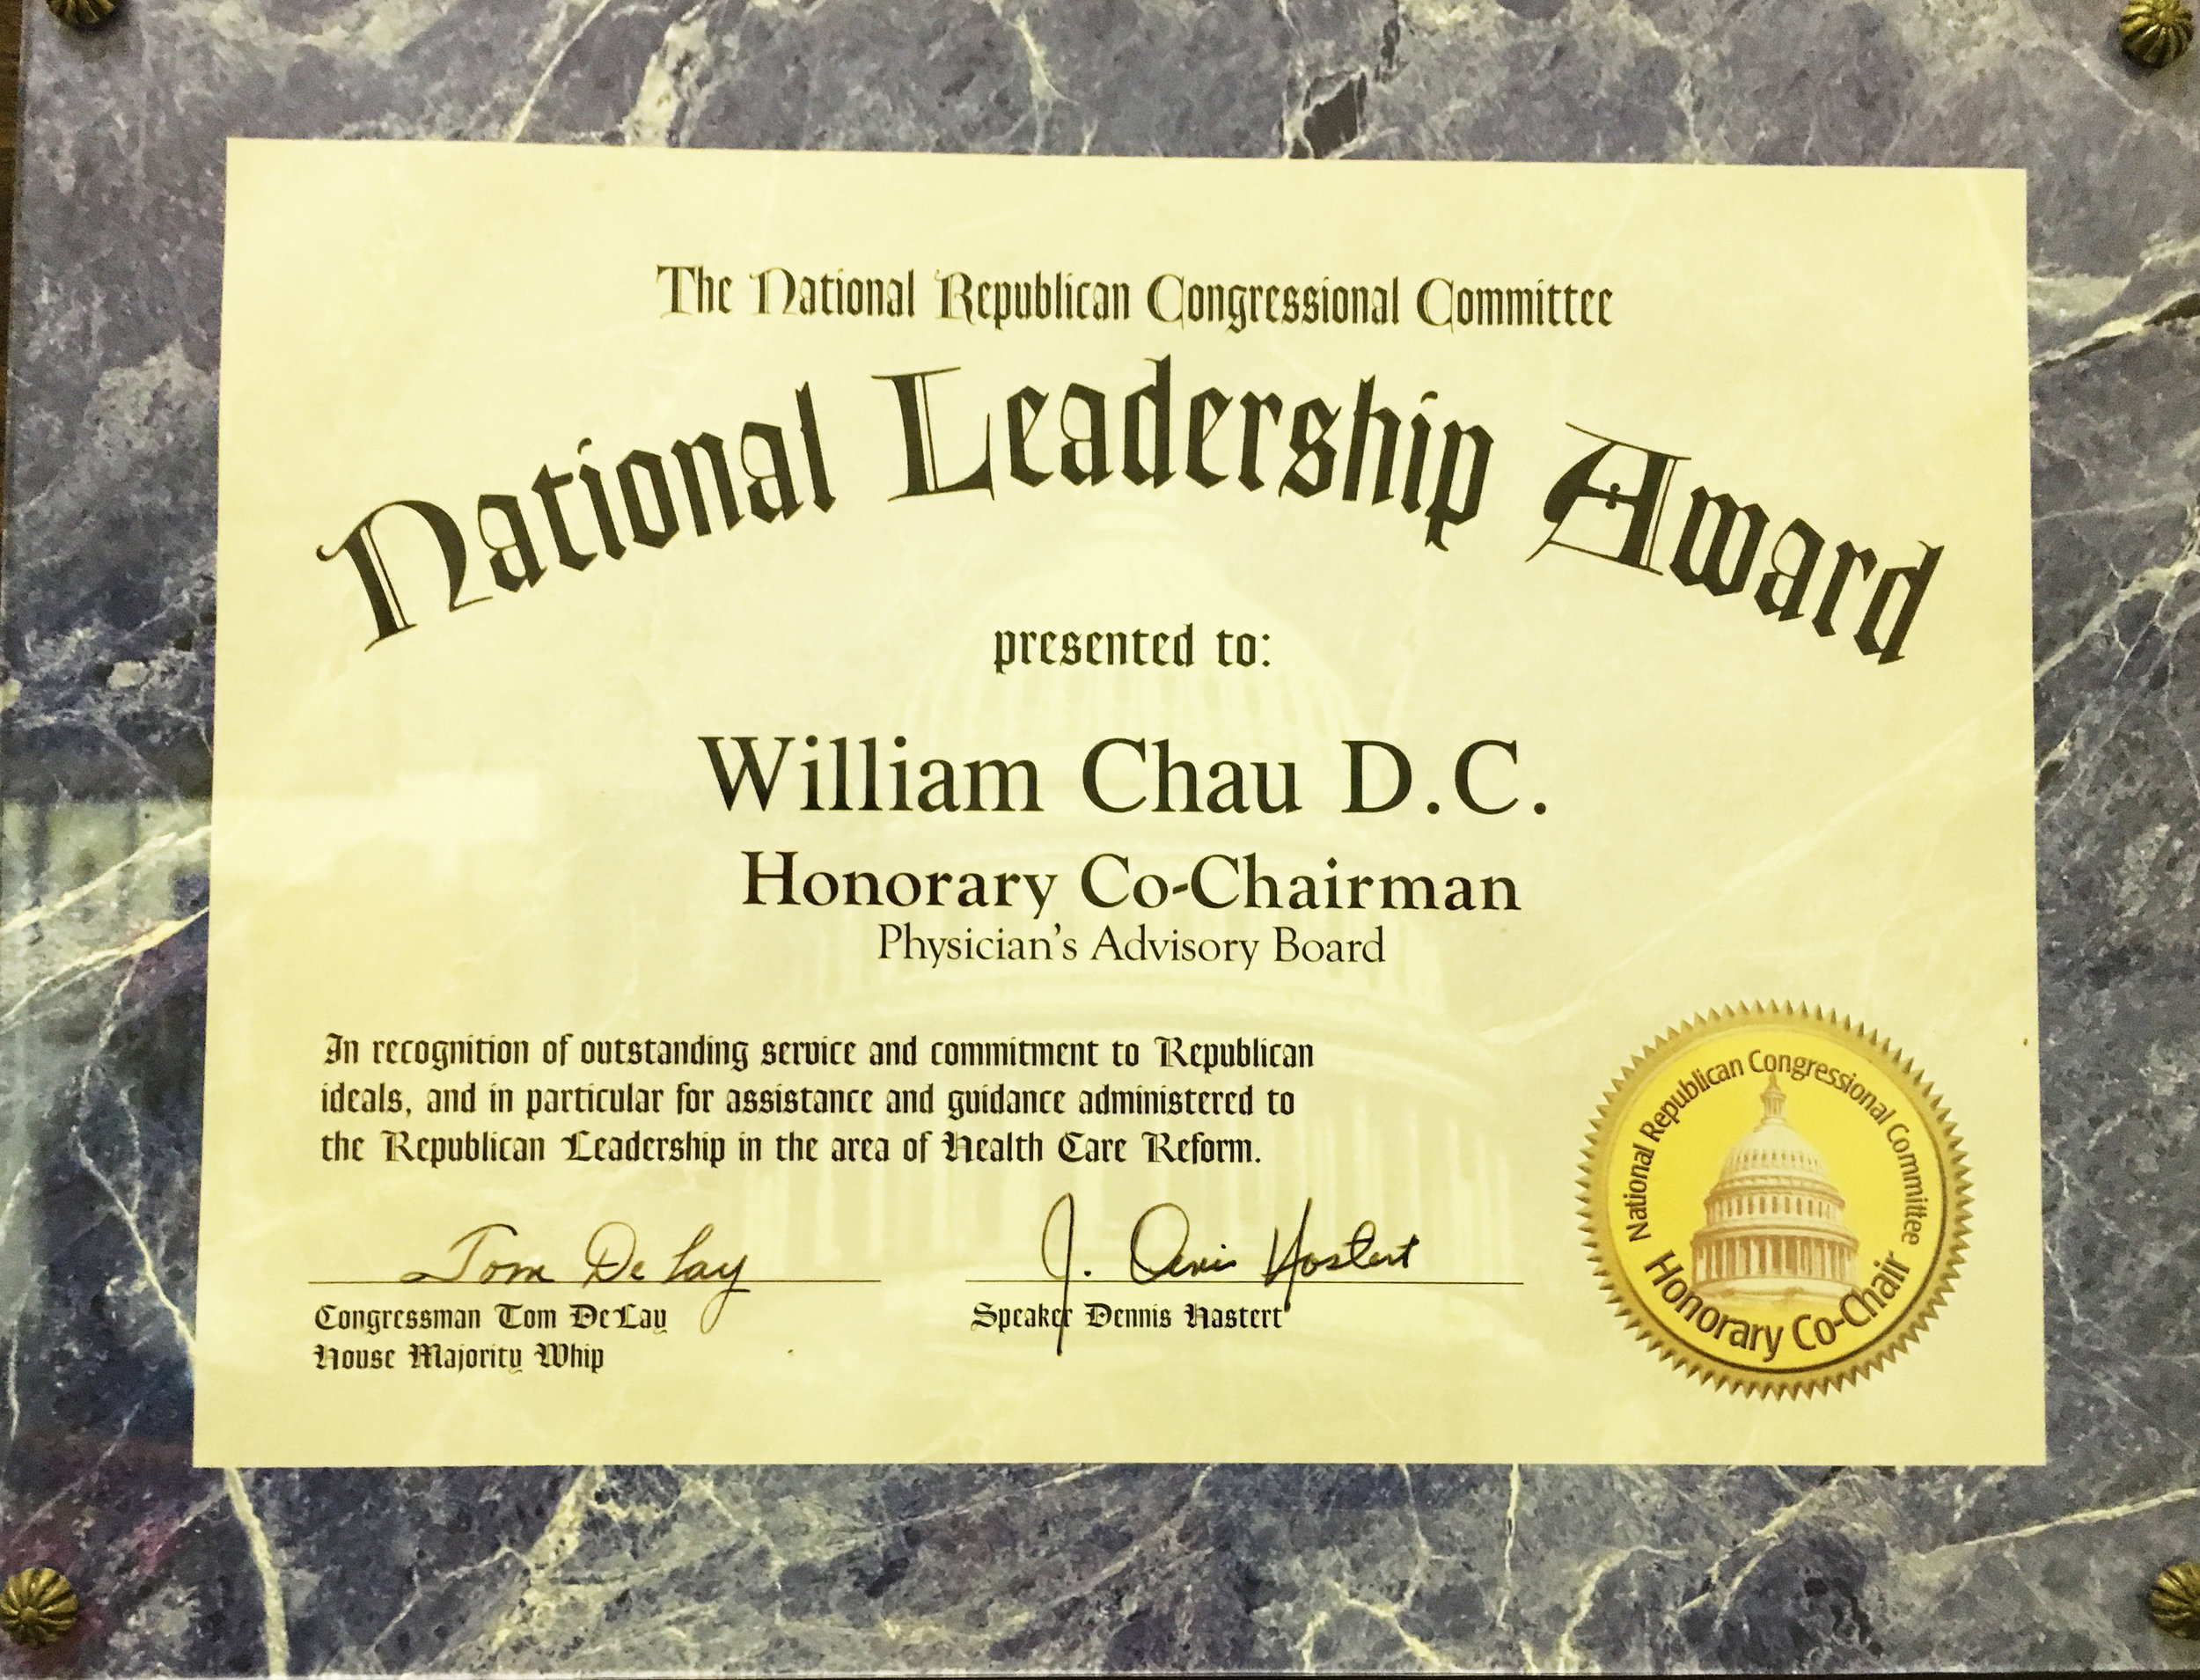 The National Republican Congressional Committee
National Leadership Award
presented to:
William Chau D.C.
Honorary Co-Chairman
Physician's Advisory Board
In recognition of outstanding service and commitment to Republican
ideals, and in particular for assistance and guidance administered to
the Republican Leadership in the area of Health Care Reform.
Tom DeLay
J. Dennis Hastert
Congressman Tom DeLay
Speaker Dennis Hastert
House Majority Whip
National Republican Congressional Committee
Honorary Co-Chair